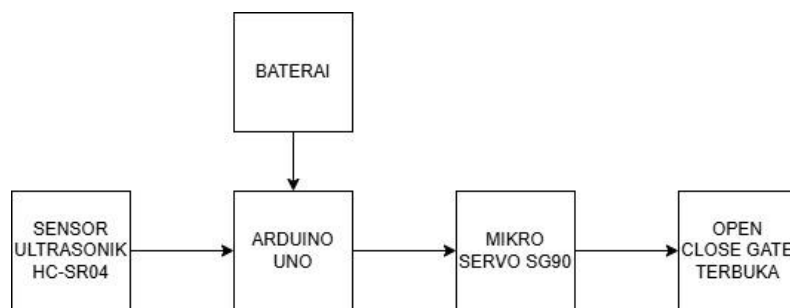 BATERAI
SENSOR
ULTRASONIK
HC-SR04
ARDUINO
UNO
MIKRO
SERVO SG90
OPEN
CLOSE GATE
TERBUKA